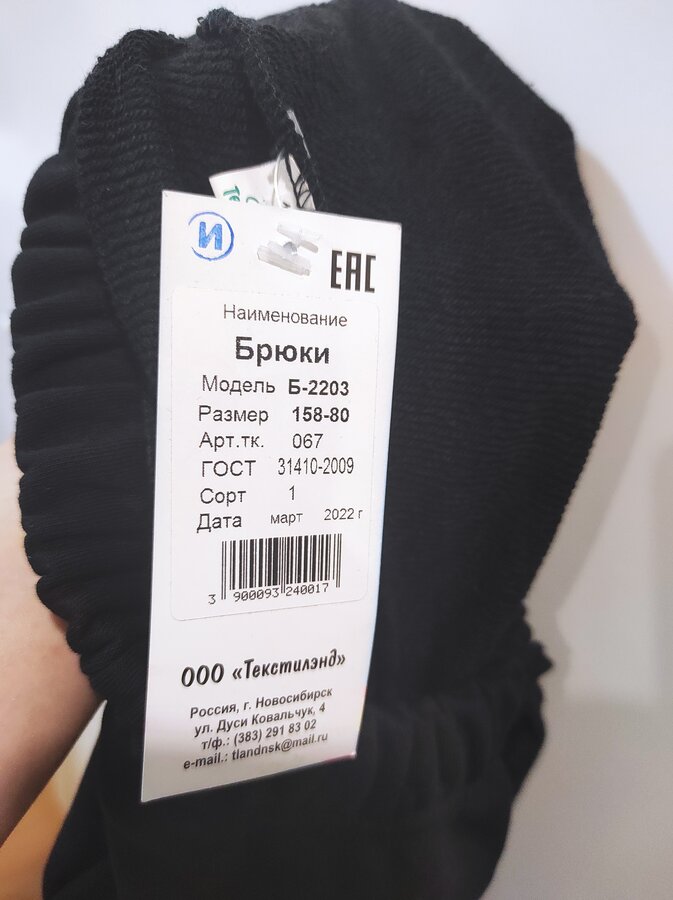 И
ЕАС
Наименование
Брюки
Модель Б-2203
Размер 158-80
Арт.тк. 067
ГОСТ 31410-2009
Сорт 1
Дата март 2022 г
3 900093 240017
ООО «Текстилэнд»
Россия, г. Новосибирск
ул. Дуси Ковальчук, 4
т/ф.: (383) 291 83 02
e-mail.: tlandnsk@mail.ru